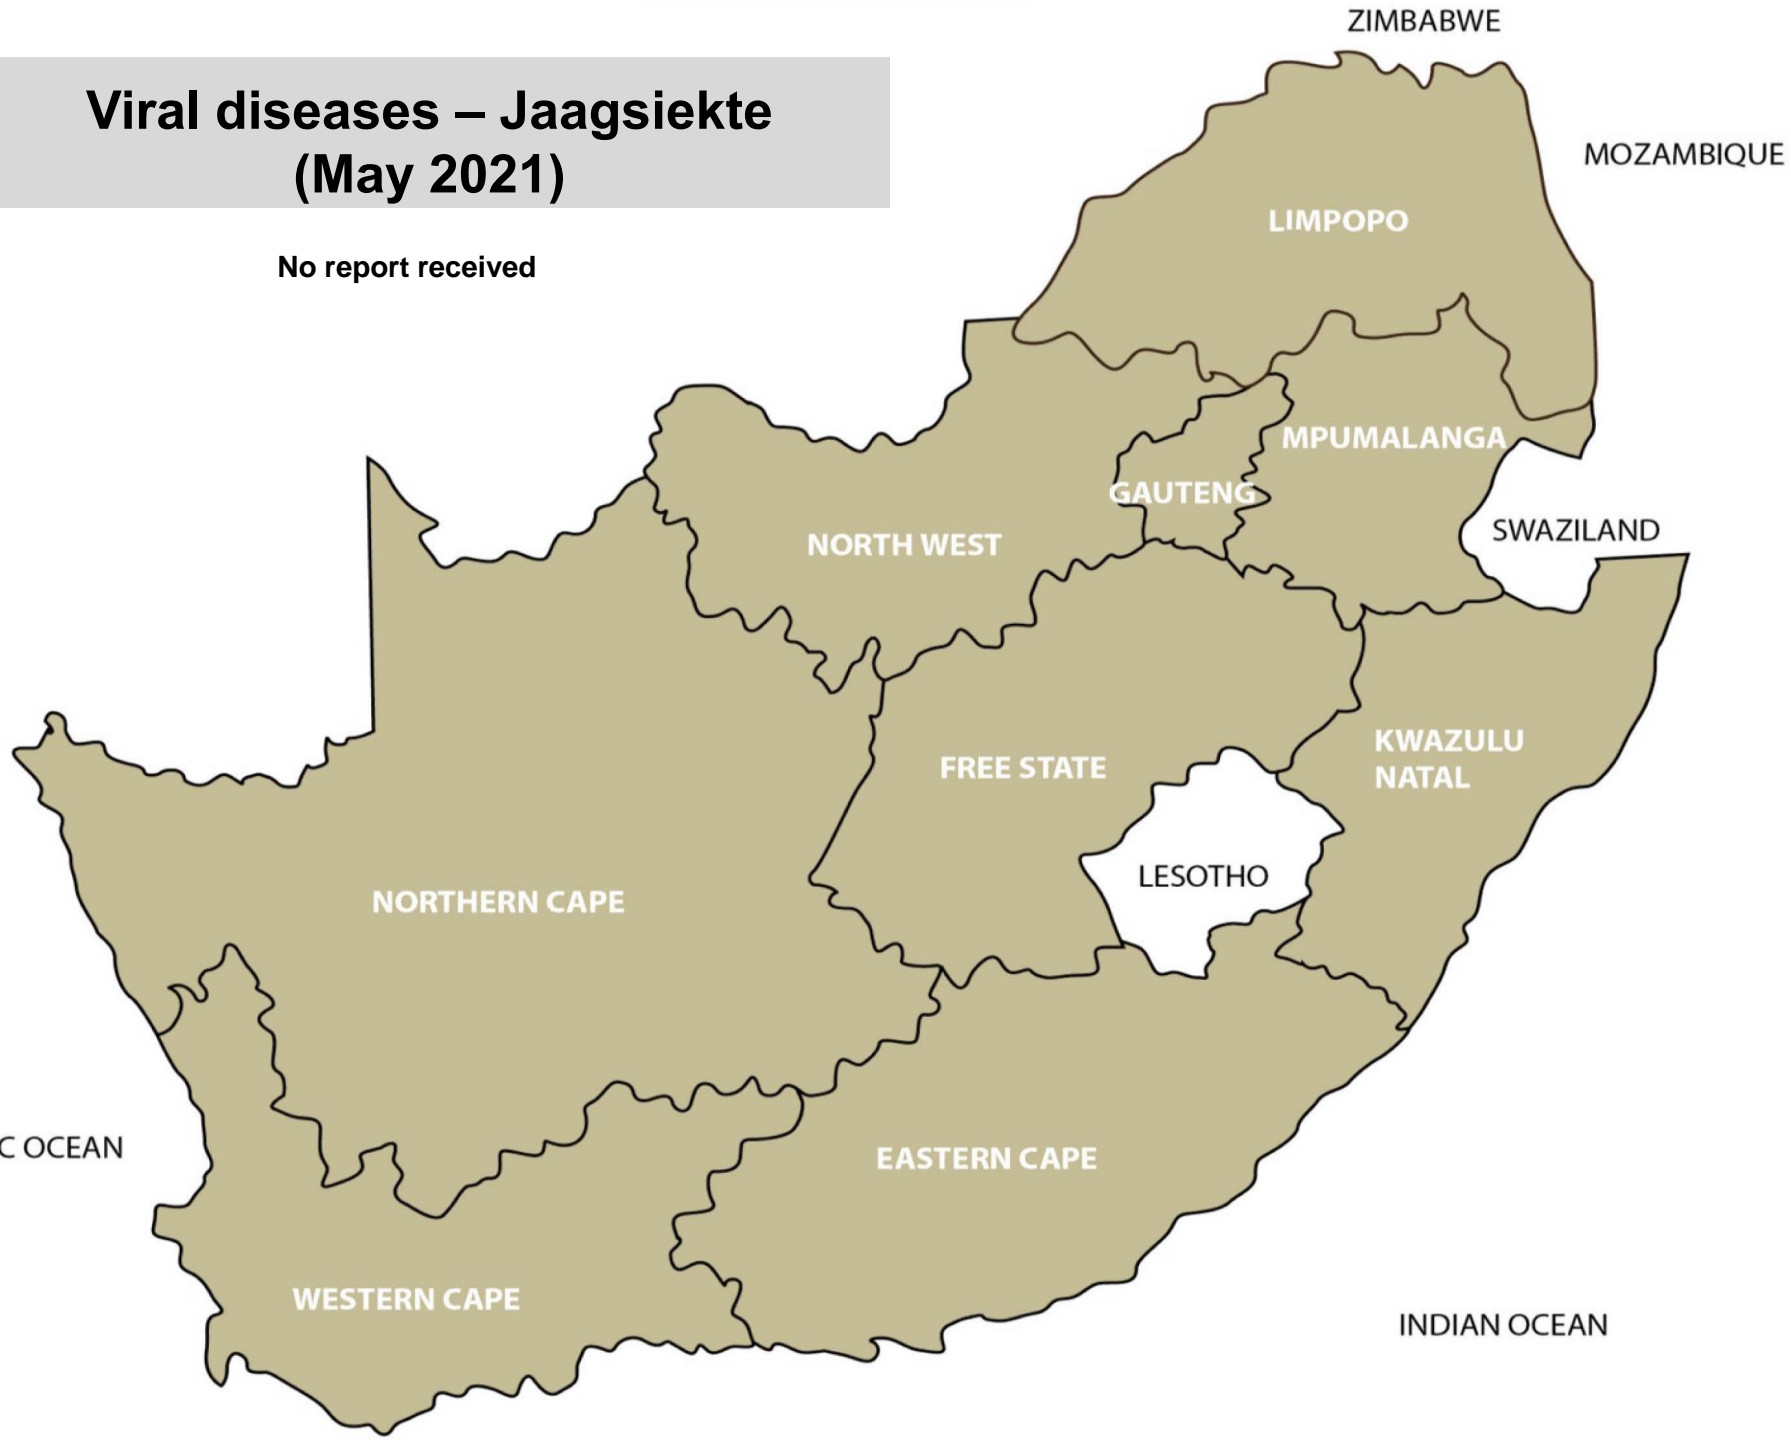 ZIMBABWE
Viral diseases – Jaagsiekte
(May 2021)
MOZAMBIQUE
LIMPOPO
No report received
MPUMALANGA
GAUTENG
SWAZILAND
NORTH WEST
KWAZULU
NATAL
FREE STATE
LESOTHO
NORTHERN CAPE
C OCEAN
EASTERN CAPE
WESTERN CAPE
INDIAN OCEAN